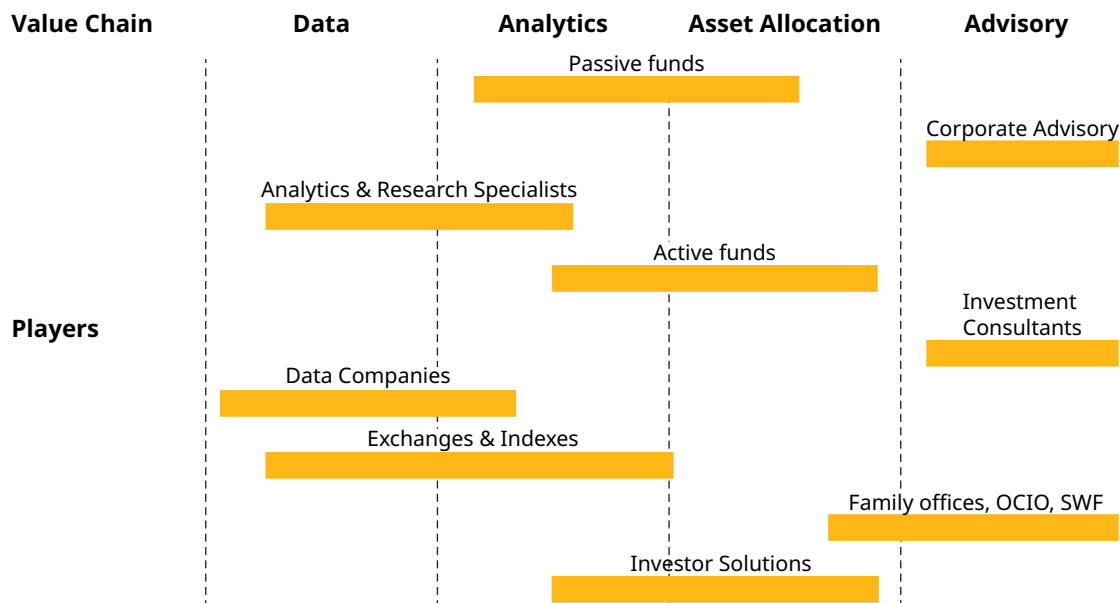 Value Chain Data Analytics Asset Allocation Advisory
Passive funds
Corporate Advisory
Analytics & Research Specialists
Active funds
Investment
Consultants
Players
Data Companies
Exchanges & Indexes
Family offices, OCIO, SWF
Investor Solutions